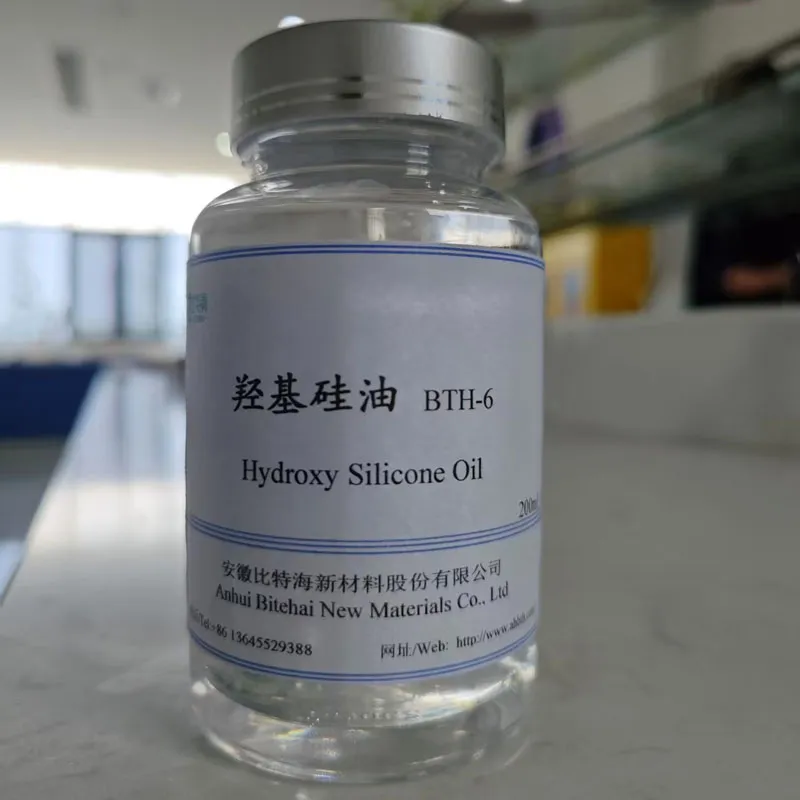 羟基硅油 BTH-6
Hydroxy Silicone Oil
200ml
安徽比特海新材料股份有限公司
Anhui Bitehai New Materials Co., Ltd
Tel:+86 13645529388 网址/Web: http://www.